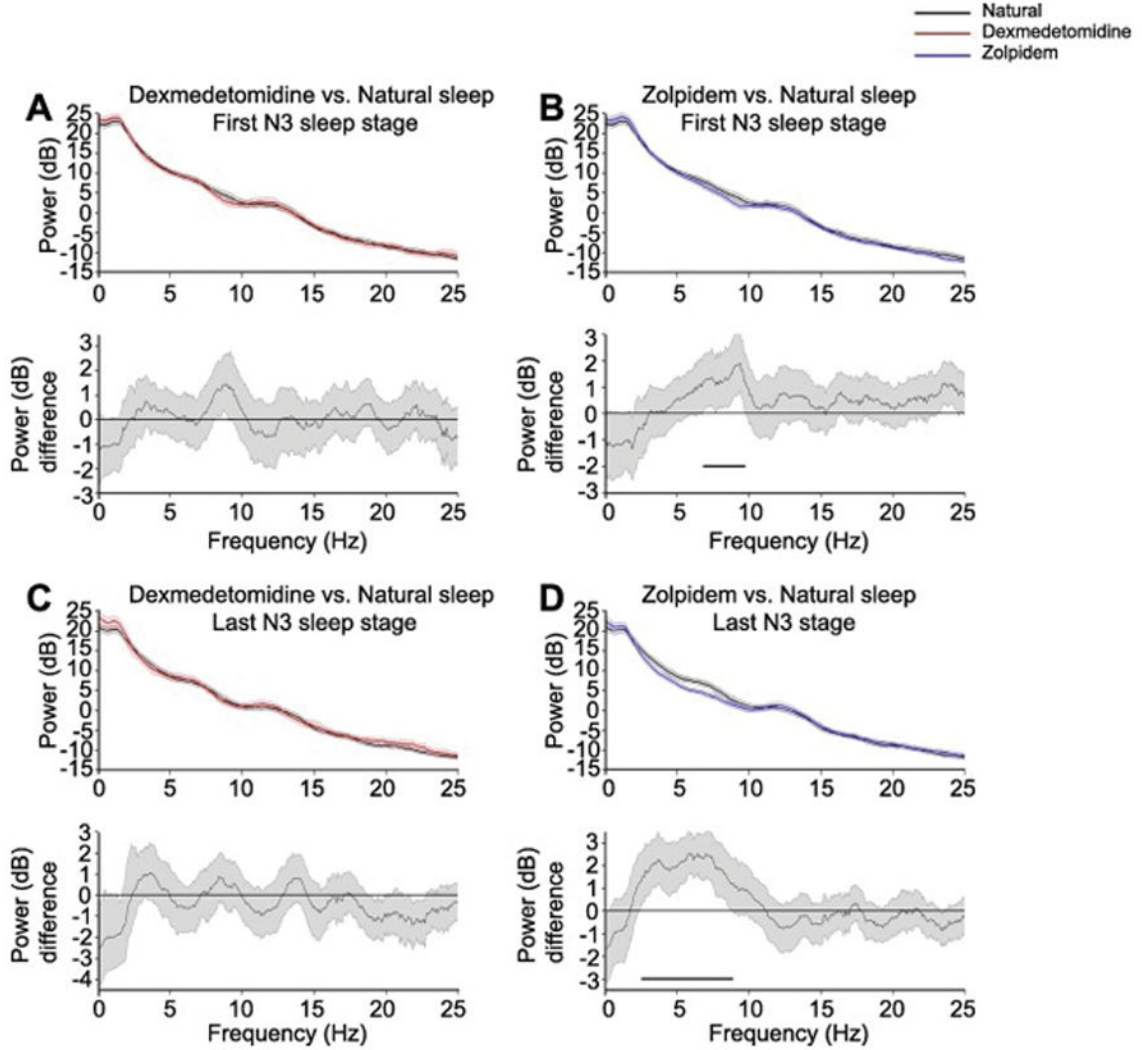 Natural
Dexmedetomidine
Zolpidem
A
Dexmedetomidine vs. Natural sleep
First N3 sleep stage
Power (dB)
25
20
15
10
5
0
-5
-10
-15
0 5 10 15 20 25
Power (dB)
difference
3
2
1
0
-1
-2
-3
0 5 10 15 20 25
Frequency (Hz)
B
Zolpidem vs. Natural sleep
First N3 sleep stage
Power (dB)
25
20
15
10
5
0
-5
-10
-15
0 5 10 15 20 25
Power (dB)
difference
3
2
1
0
-1
-2
-3
0 5 10 15 20 25
Frequency (Hz)
C
Dexmedetomidine vs. Natural sleep
Last N3 sleep stage
Power (dB)
25
20
15
10
5
0
-5
-10
-15
0 5 10 15 20 25
Power (dB)
difference
3
2
1
0
-1
-2
-3
-4
0 5 10 15 20 25
Frequency (Hz)
D
Zolpidem vs. Natural sleep
Last N3 stage
Power (dB)
25
20
15
10
5
0
-5
-10
-15
0 5 10 15 20 25
Power (dB)
difference
3
2
1
0
-1
-2
-3
0 5 10 15 20 25
Frequency (Hz)